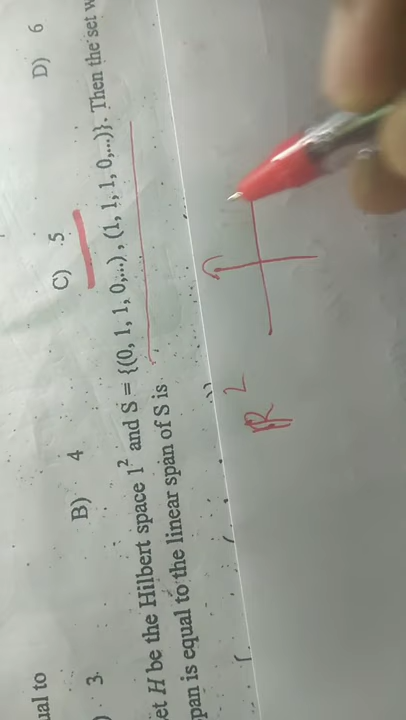 ual to
) 3. B) 4 C) 5 D) 6
et H be the Hilbert space l² and S = {(0, 1, 1, 0,...) , (1, 1, 1, 0,...)}. Then the set w
pan is equal to the linear span of S is
ℝ²